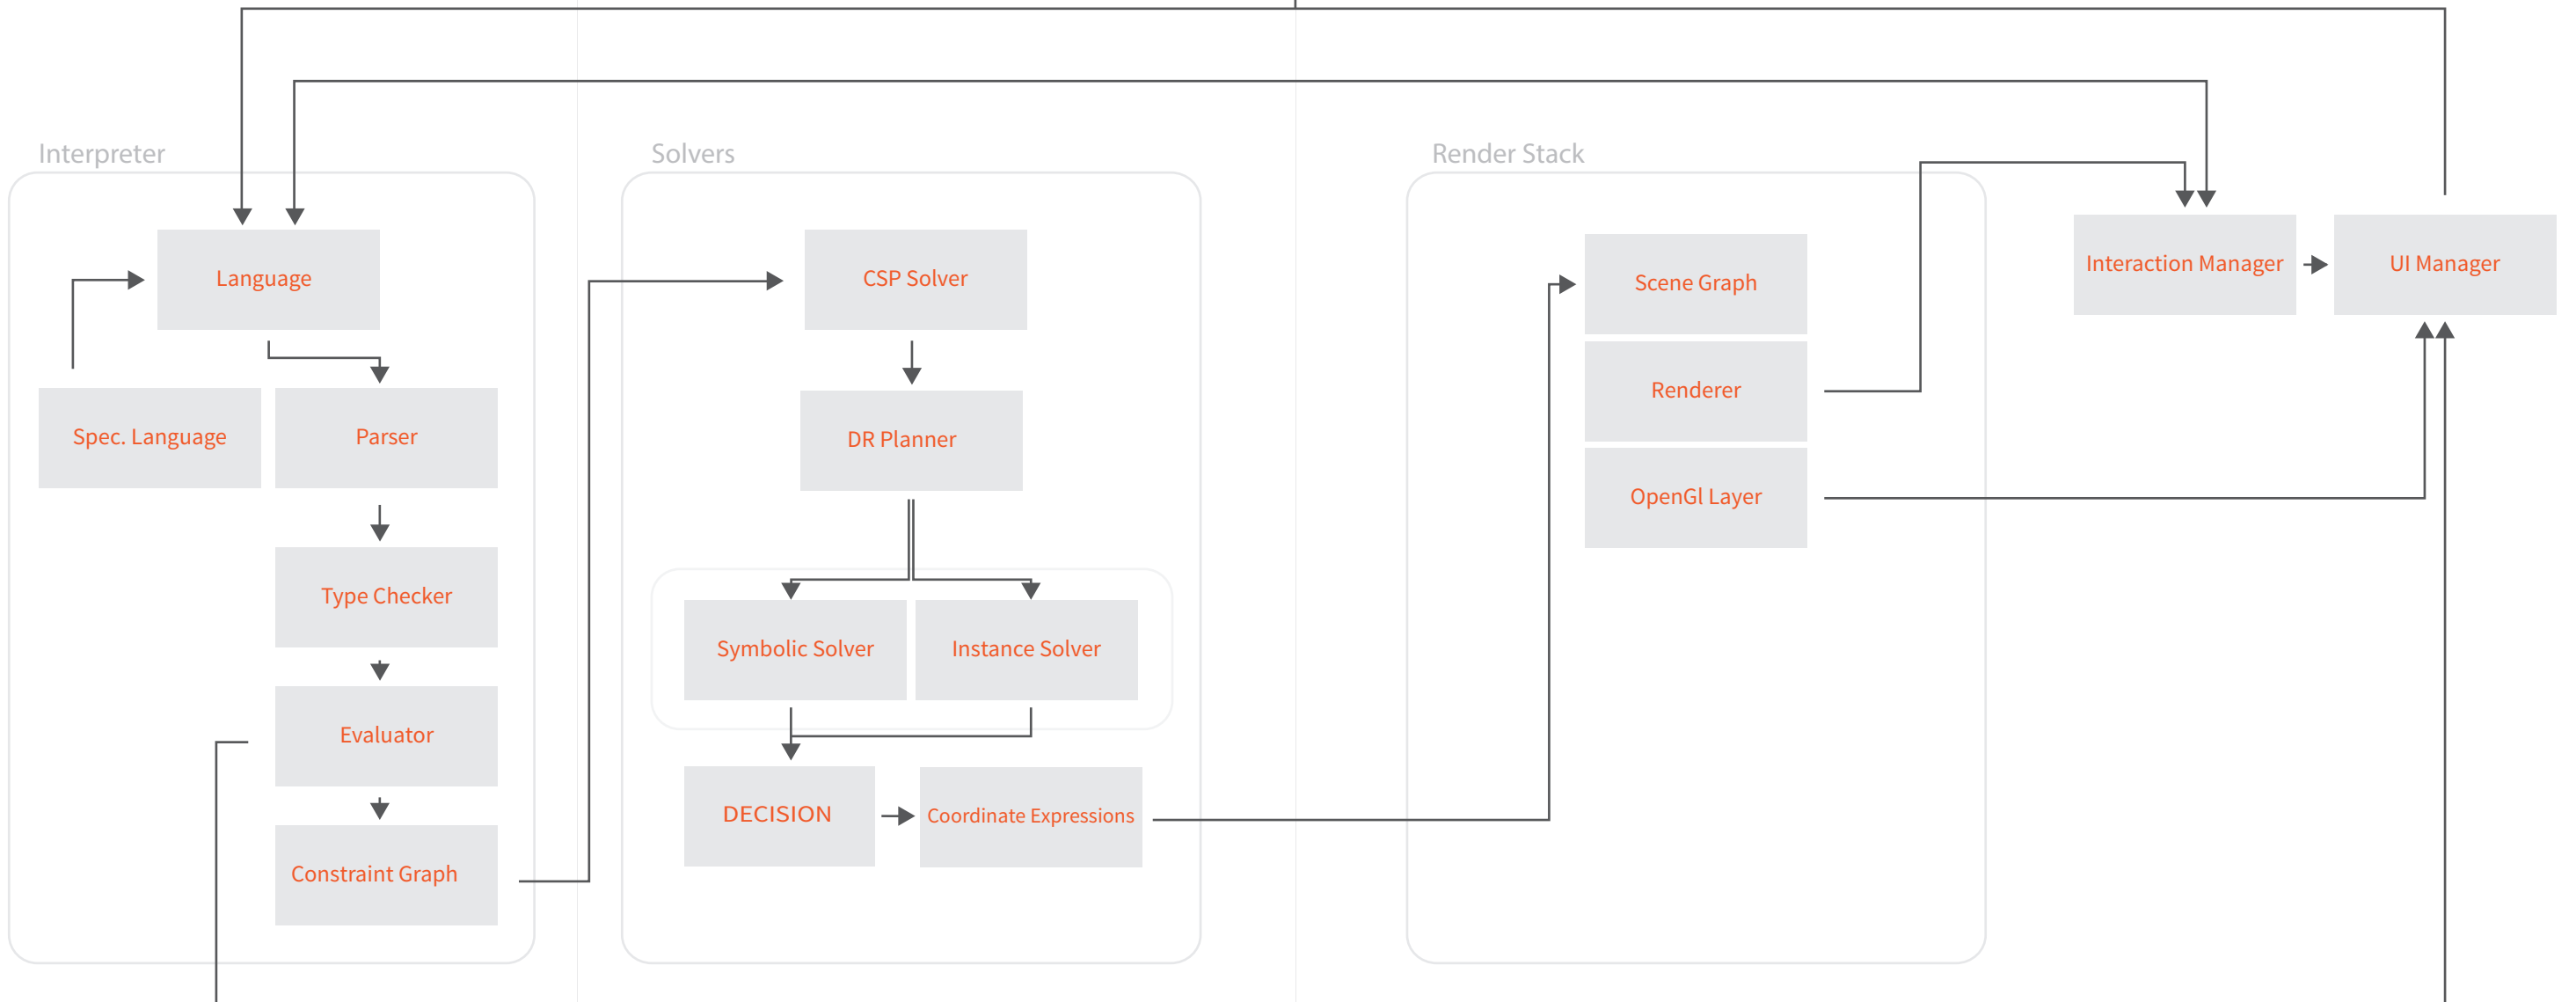 Interpreter
Language
Spec. Language
Parser
Type Checker
Evaluator
Constraint Graph
Solvers
CSP Solver
DR Planner
Symbolic Solver
Instance Solver
DECISION
Coordinate Expressions
Render Stack
Scene Graph
Renderer
OpenGl Layer
Interaction Manager
UI Manager